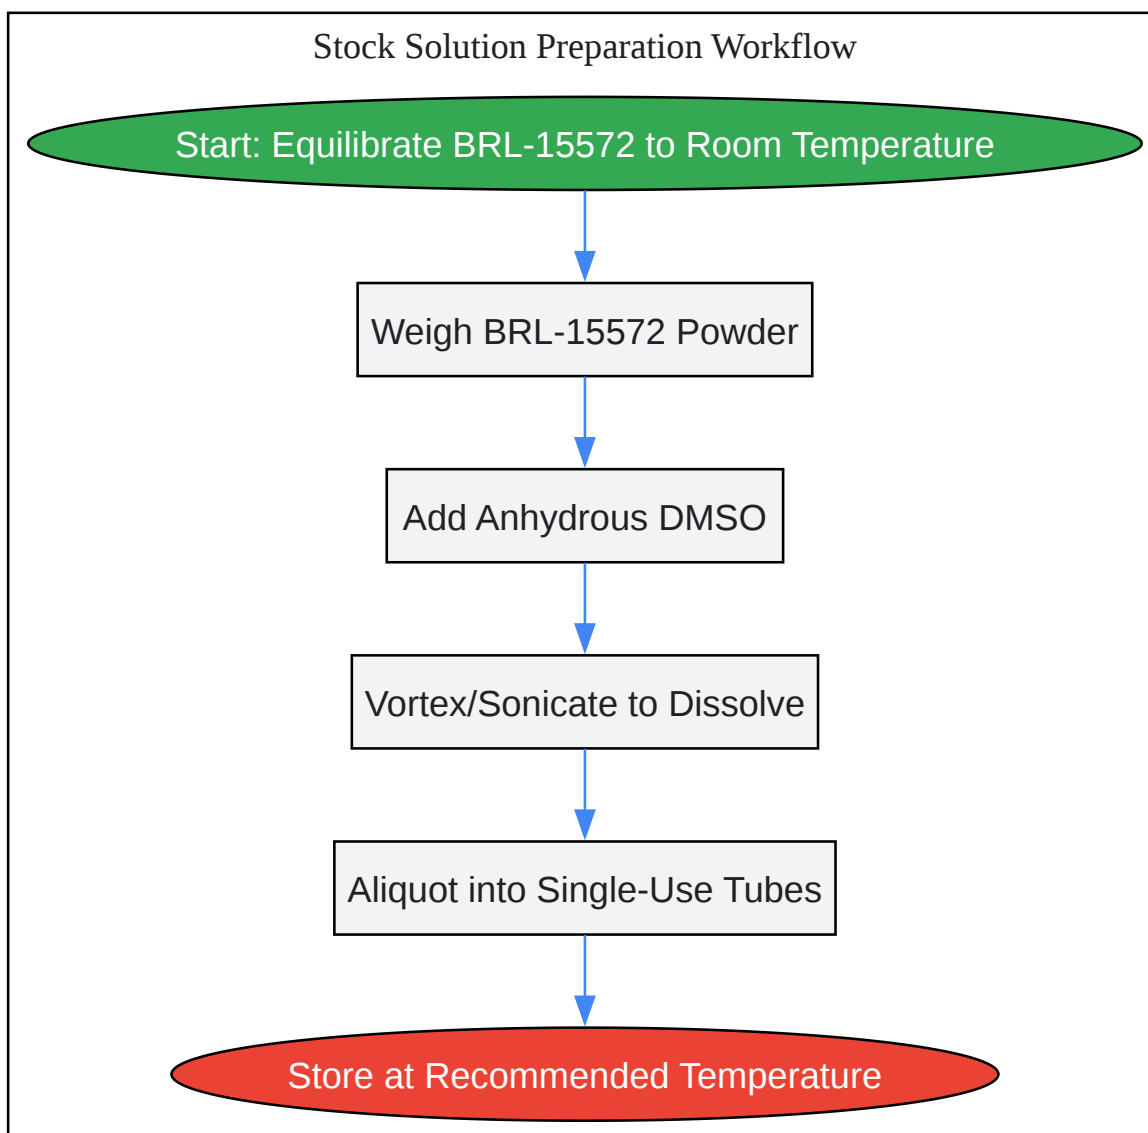 Stock Solution Preparation Workflow
Start: Equilibrate BRL-15572 to Room Temperature
Weigh BRL-15572 Powder
Add Anhydrous DMSO
Vortex/Sonicate to Dissolve
Aliquot into Single-Use Tubes
Store at Recommended Temperature